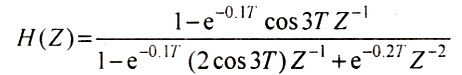 H(Z) = \frac{1-e^{-0.1T} \cos 3T Z^{-1}}{1-e^{-0.1T} (2\cos 3T) Z^{-1} + e^{-0.2T} Z^{-2}}